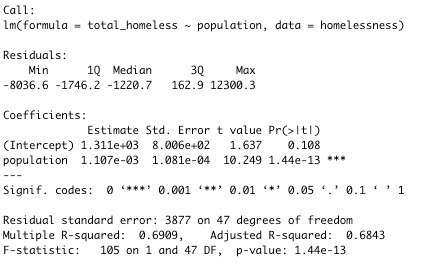 Call:
lm(formula = total_homeless ~ population, data = homelessness)
Residuals:
Min 1Q Median 3Q Max
-8036.6 -1746.2 -1220.7 162.9 12300.3
Coefficients:
Estimate Std. Error t value Pr(>|t|)
(Intercept) 1.311e+03 8.006e+02 1.637 0.108
population 1.107e-03 1.081e-04 10.249 1.44e-13 ***
---
Signif. codes: 0 ‘***’ 0.001 ‘**’ 0.01 ‘*’ 0.05 ‘.’ 0.1 ‘ ’ 1
Residual standard error: 3877 on 47 degrees of freedom
Multiple R-squared: 0.6909, Adjusted R-squared: 0.6843
F-statistic: 105 on 1 and 47 DF, p-value: 1.44e-13